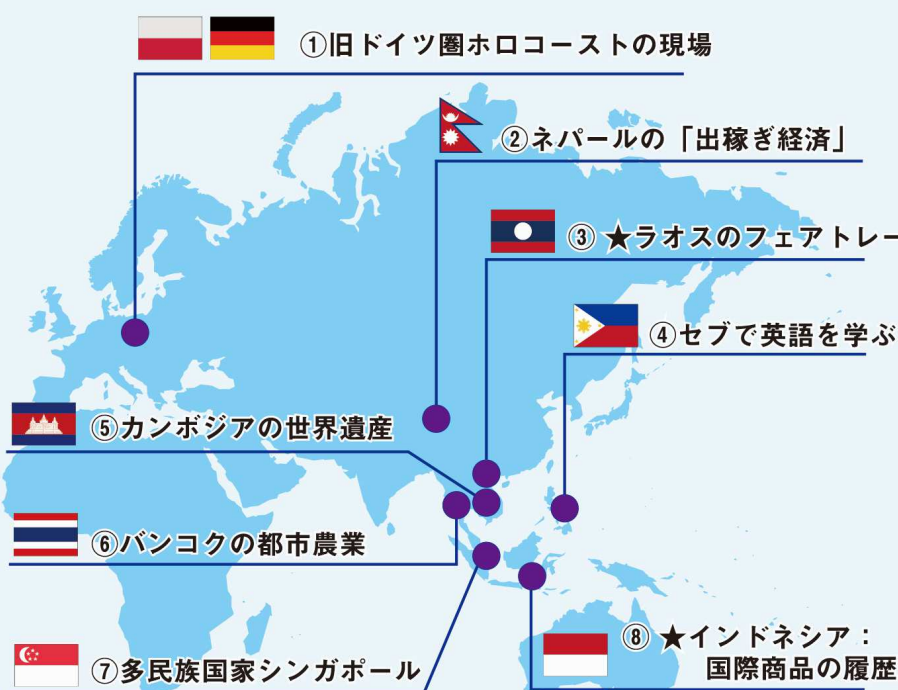 ①旧ドイツ圏ホロコーストの現場
②ネパールの「出稼ぎ経済」
③★ラオスのフェアトレー
④セブで英語を学ぶ
⑤カンボジアの世界遺産
⑥バンコクの都市農業
⑦多民族国家シンガポール
⑧★インドネシア：
国際商品の履歴